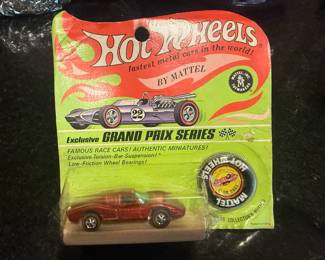 HOT WHEELS
fastest metal cars in the world!
BY MATTEL
22
Exclusive GRAND PRIX SERIES
FAMOUS RACE CARS! AUTHENTIC MINIATURES!
Exclusive Torsion-Bar Suspension!
Low-Friction Wheel Bearings!
HOT WHEELS